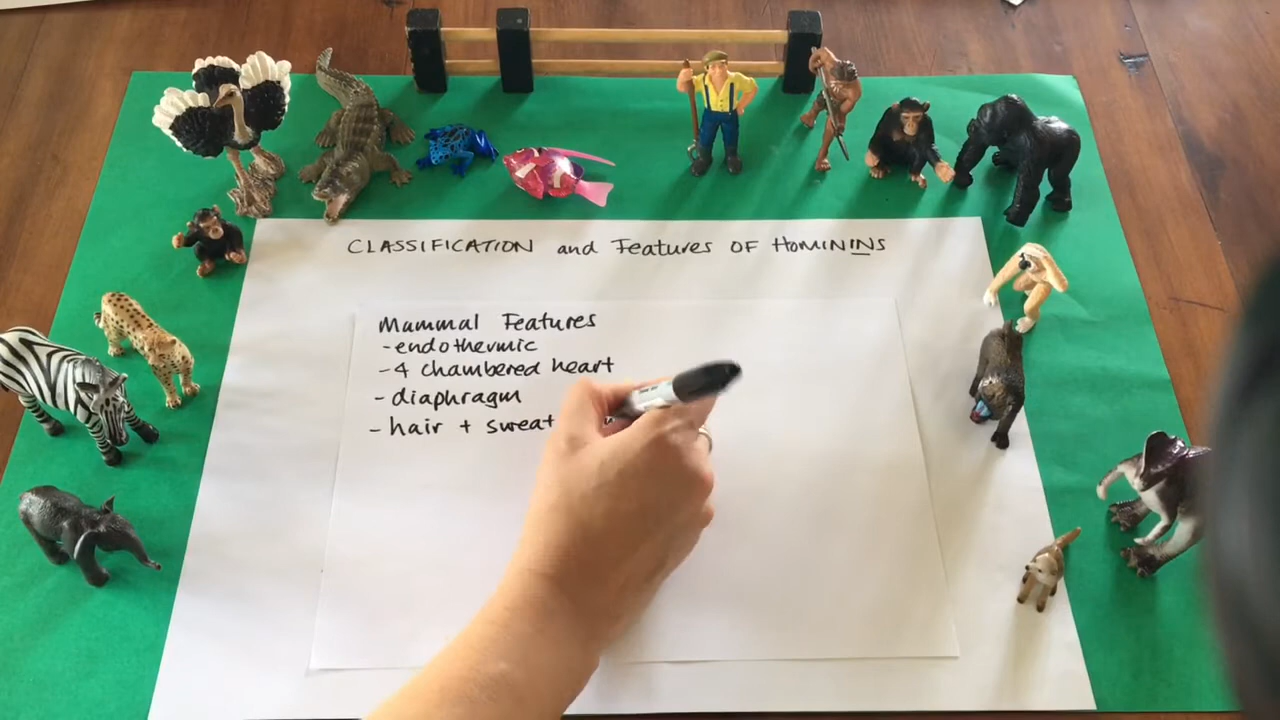 CLASSIFICATION and Features OF HOMININS
Mammal Features
- endothermic
- 4 chambered heart
- diaphragm
- hair + sweat